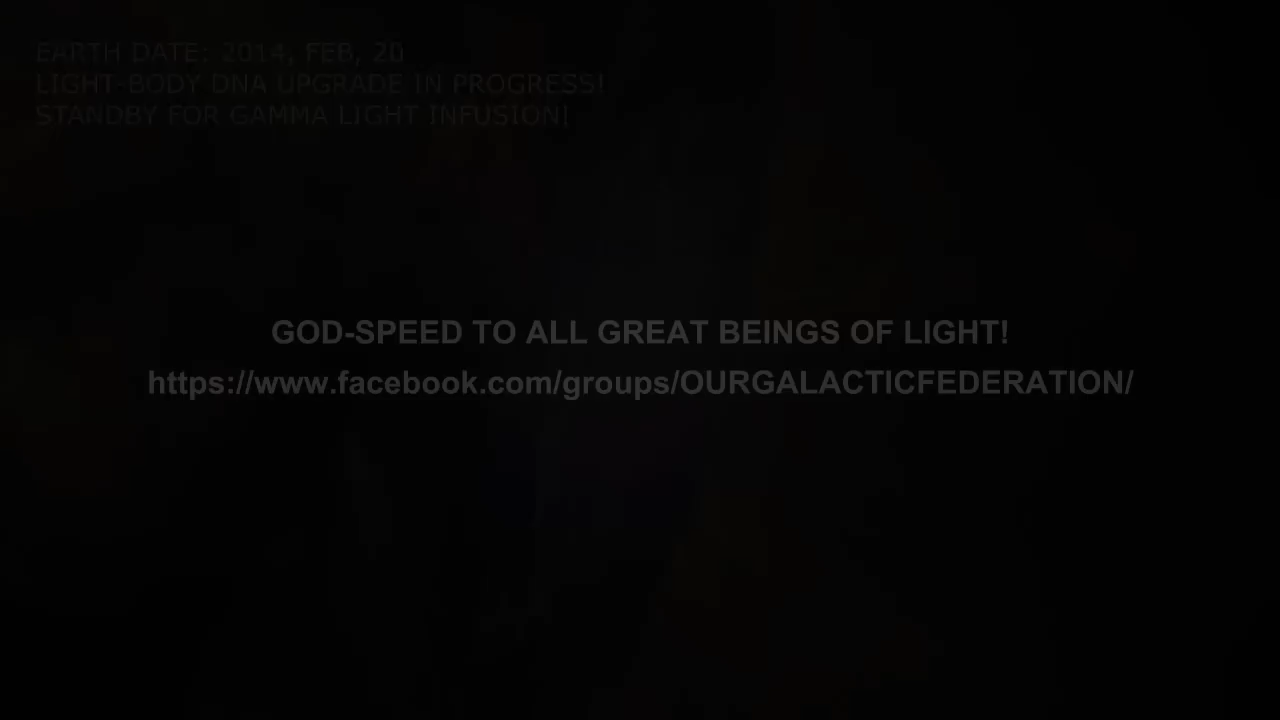 EARTH DATE: 2014, FEB, 20
LIGHT-BODY DNA UPGRADE IN PROGRESS!
STANDBY FOR GAMMA LIGHT INFUSION|
GOD-SPEED TO ALL GREAT BEINGS OF LIGHT!
https://www.facebook.com/groups/OURGALACTICFEDERATION/